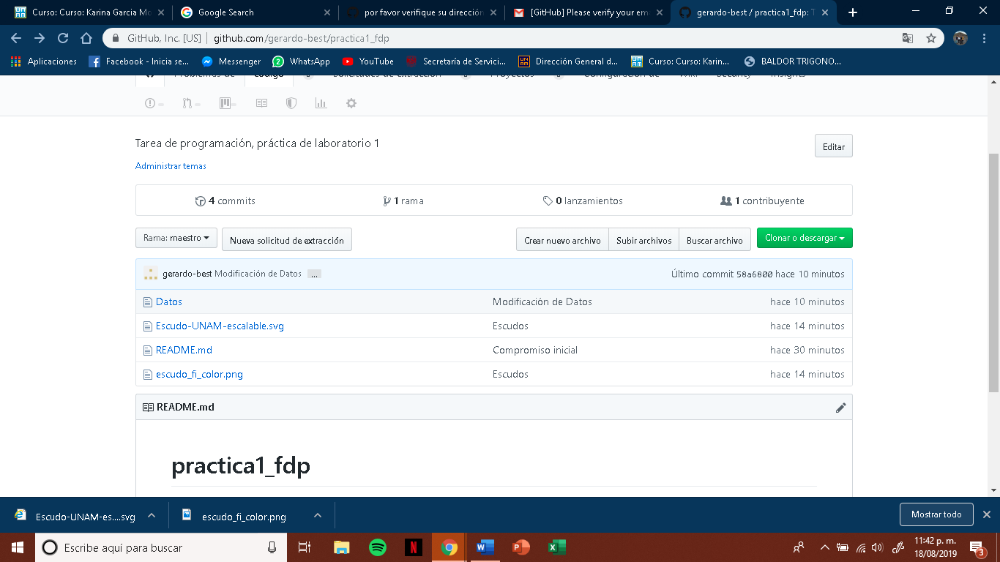 Curso: Curso: Karina Garcia Mo
Google Search
por favor verifique su dirección
[GitHub] Please verify your em
gerardo-best / practica1_fdp: T
GitHub, Inc. [US] | github.com/gerardo-best/practica1_fdp
Aplicaciones
Facebook - Inicia se...
Messenger
WhatsApp
YouTube
Secretaría de Servici...
Dirección General d...
Curso: Curso: Karin...
BALDOR TRIGONO...
Problemas de
código
Solicitudes de extracción
Proyectos
Configuración de
Wiki
Security
Insights
Tarea de programación, práctica de laboratorio 1
Editar
Administrar temas
4 commits
1 rama
0 lanzamientos
1 contribuyente
Rama: maestro
Nueva solicitud de extracción
Crear nuevo archivo
Subir archivos
Buscar archivo
Clonar o descargar
gerardo-best Modificación de Datos ...
Último commit 58a6800 hace 10 minutos
Datos
Modificación de Datos
hace 10 minutos
Escudo-UNAM-escalable.svg
Escudos
hace 14 minutos
README.md
Compromiso inicial
hace 30 minutos
escudo_fi_color.png
Escudos
hace 14 minutos
README.md
practica1_fdp
Escudo-UNAM-es....svg
escudo_fi_color.png
Mostrar todo
Escribe aquí para buscar
11:42 p. m.
18/08/2019
3